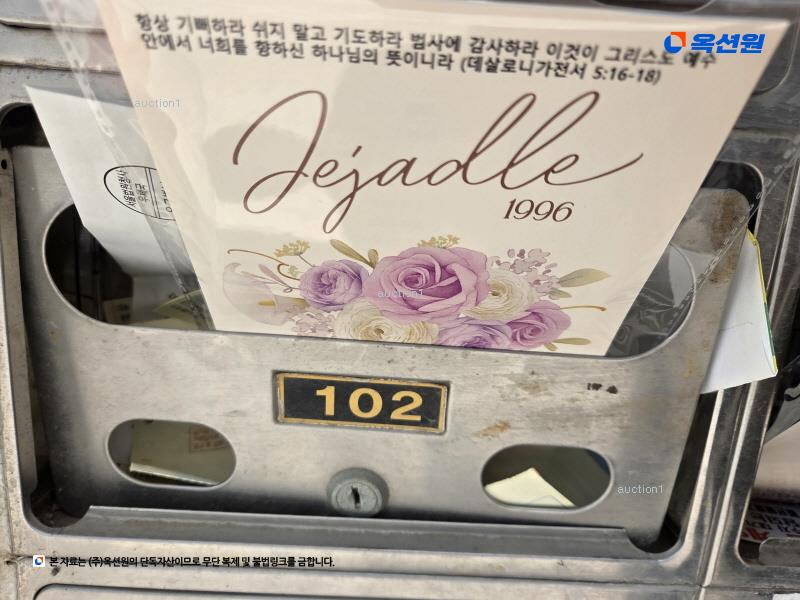 항상 기뻐하라 쉬지 말고 기도하라 범사에 감사하라 이것이 그리스도 예수
안에서 너희를 향하신 하나님의 뜻이니라 (데살로니가전서 5:16-18)
옥션원
auction1
Jejadle
1996
auction1
102
auction1
본 자료는 (주)옥션원의 단독자산이므로 무단 복제 및 불법링크를 금합니다.